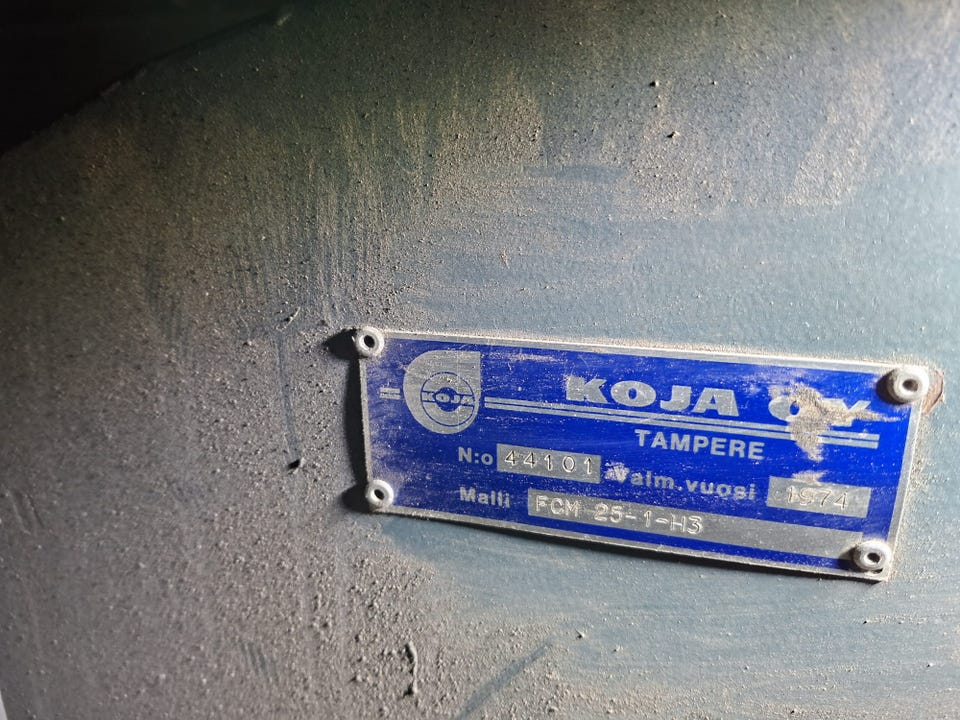 KOJA
KOJA OY
TAMPERE
N:o 44101 Valm.vuosi 1974
Malli FCM 25-1-H3